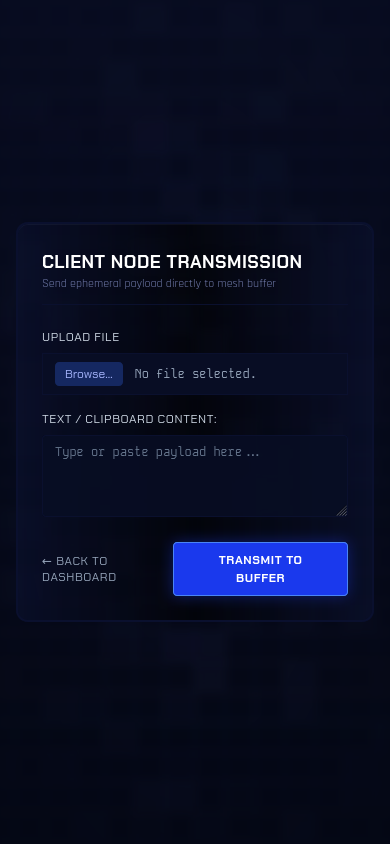 CLIENT NODE TRANSMISSION
Send ephemeral payload directly to mesh buffer
UPLOAD FILE
Browse... No file selected.
TEXT / CLIPBOARD CONTENT:
Type or paste payload here...
← BACK TO
DASHBOARD
TRANSMIT TO
BUFFER